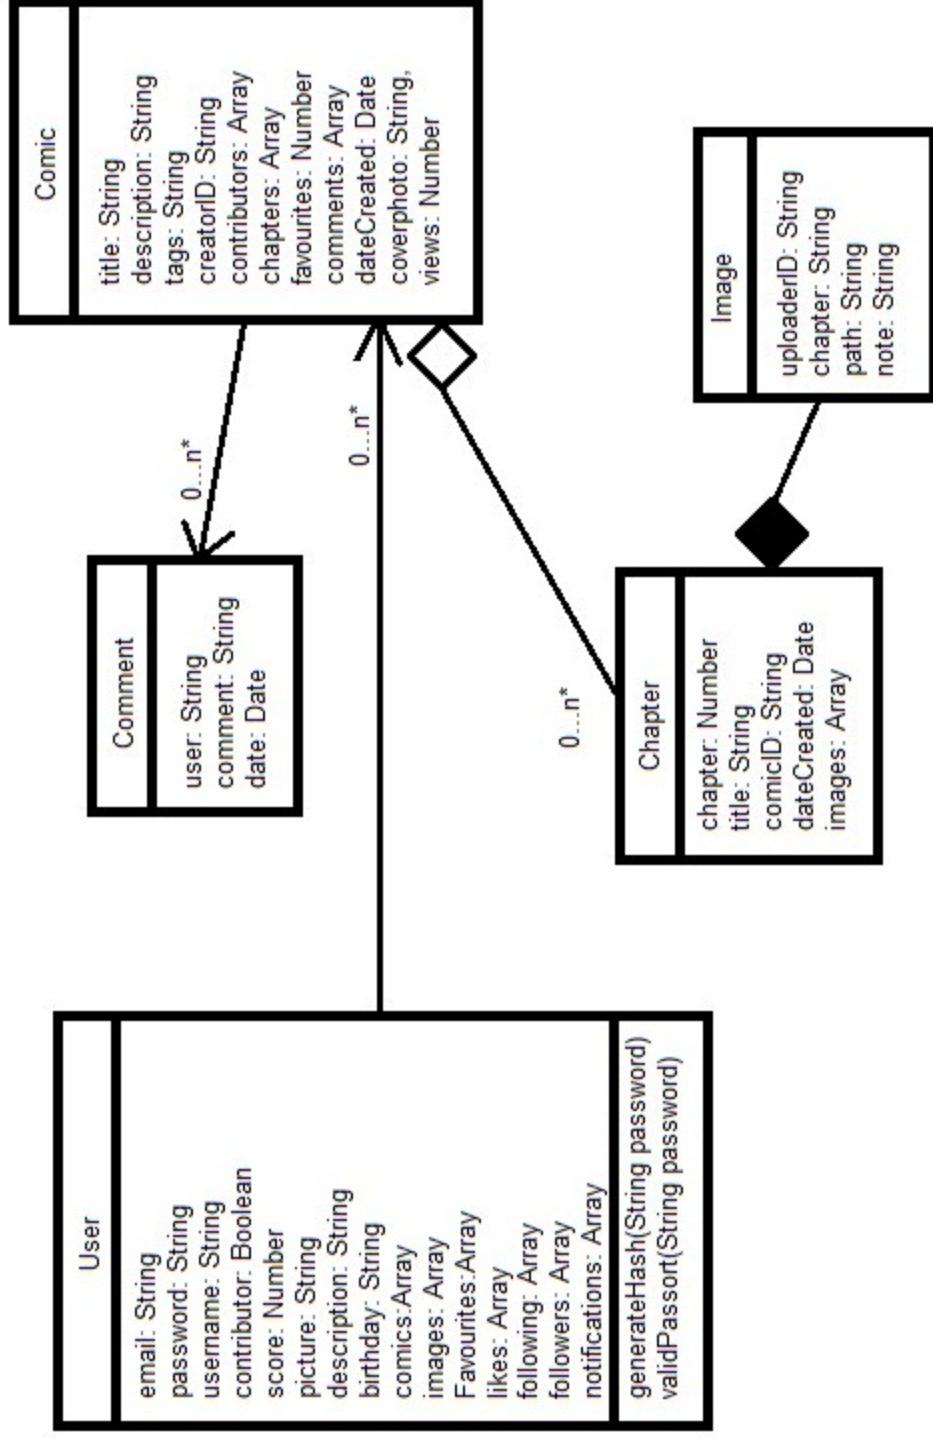 User
email: String
password: String
username: String
contributor: Boolean
score: Number
picture: String
description: String
birthday: String
comics:Array
images: Array
Favourites:Array
likes: Array
following: Array
followers: Array
notifications: Array
generateHash(String password)
validPassort(String password)
Comment
user: String
comment: String
date: Date
0...n*
0...n*
Comic
title: String
description: String
tags: String
creatorID: String
contributors: Array
chapters: Array
favourites: Number
comments: Array
dateCreated: Date
coverphoto: String,
views: Number
0...n*
Chapter
chapter: Number
title: String
comicID: String
dateCreated: Date
images: Array
Image
uploaderID: String
chapter: String
path: String
note: String